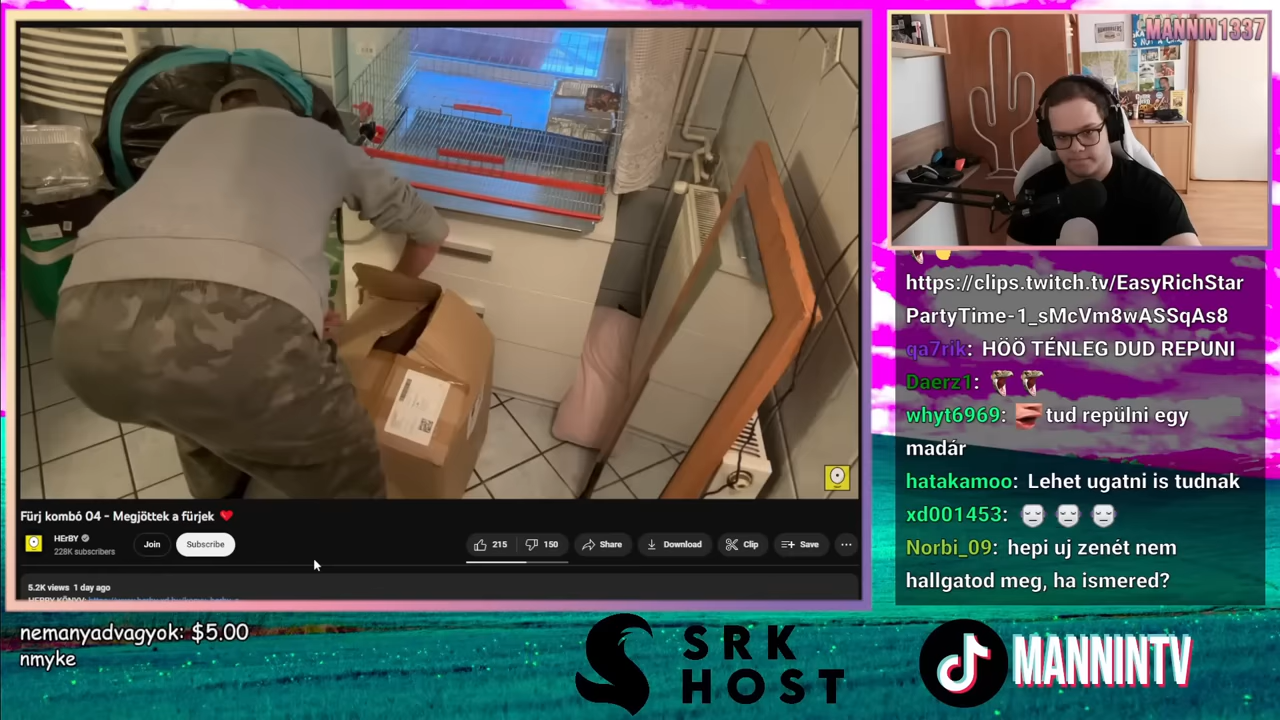 MANNIN1337
https://clips.twitch.tv/EasyRichStar
PartyTime-1_sMcVm8wASSqAs8
qa7rik: HÖÖ TÉNLEG DUD REPUNI
Daerz1:
whyt6969: tud repülni egy
madár
hatakamoo: Lehet ugatni is tudnak
xd001453:
Norbi_09: hepi uj zenét nem
hallgatod meg, ha ismered?
Fürj kombó 04 - Megjöttek a fürjek
HErBY
228K subscribers
Join
Subscribe
215
150
Share
Download
Clip
Save
5.2K views 1 day ago
nemanyadvagyok: $5.00
nmyke
SRK
HOST
MANNINTV